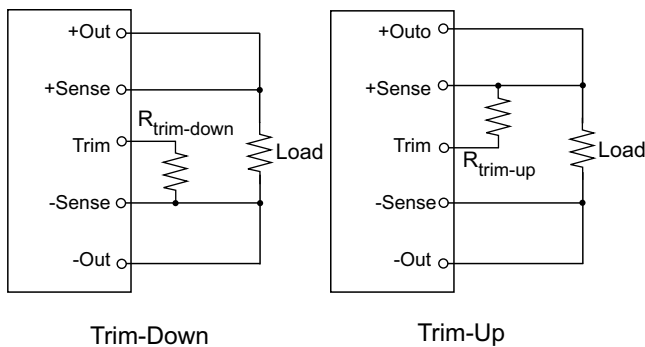 +Out
+Sense
Trim
-Sense
-Out
R trim-down
Load
Trim-Down
+Outo
+Sense
Trim
-Sense
-Out
R trim-up
Load
Trim-Up